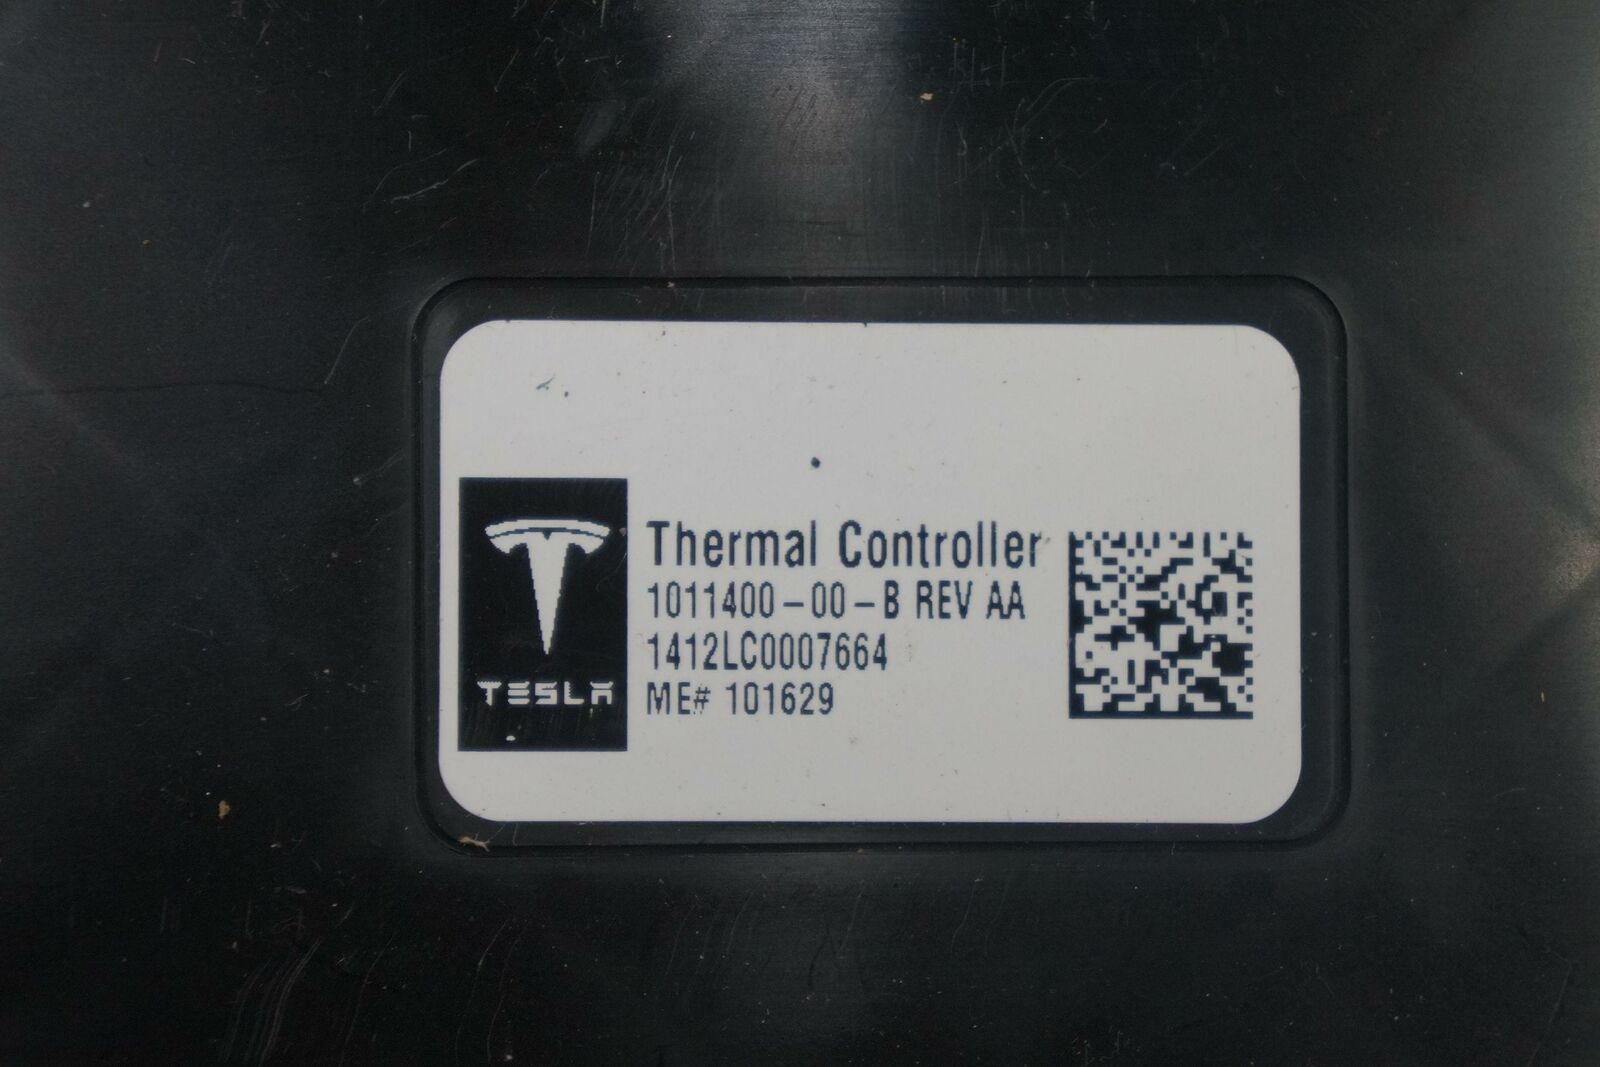 TESLA
Thermal Controller
1011400-00-B REV AA
1412LC0007664
ME# 101629